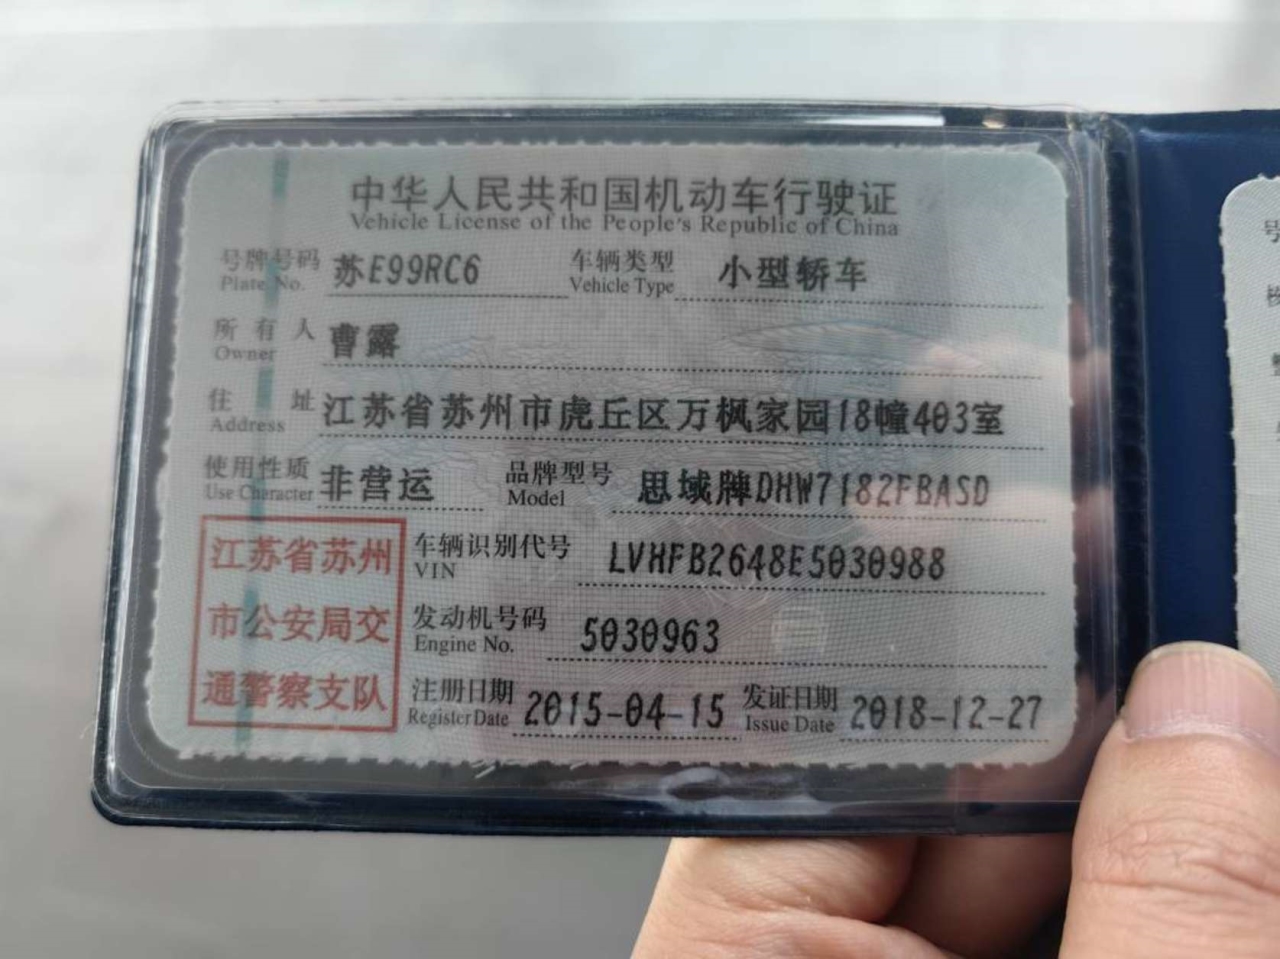 中华人民共和国机动车行驶证
Vehicle License of the People's Republic of China
号牌号码 苏E99RC6 车辆类型 小型轿车
Plate No. Vehicle Type
所有人 曹露
Owner
住址 江苏省苏州市虎丘区万枫家园18幢403室
Address
使用性质 非营运 品牌型号 思域牌DHW7182FBASD
Use Character Model
江苏省苏州
市公安局交
通警察支队
车辆识别代号 LVHFB2648E5030988
VIN
发动机号码 5030963
Engine No.
注册日期 2015-04-15 发证日期 2018-12-27
Register Date Issue Date
号